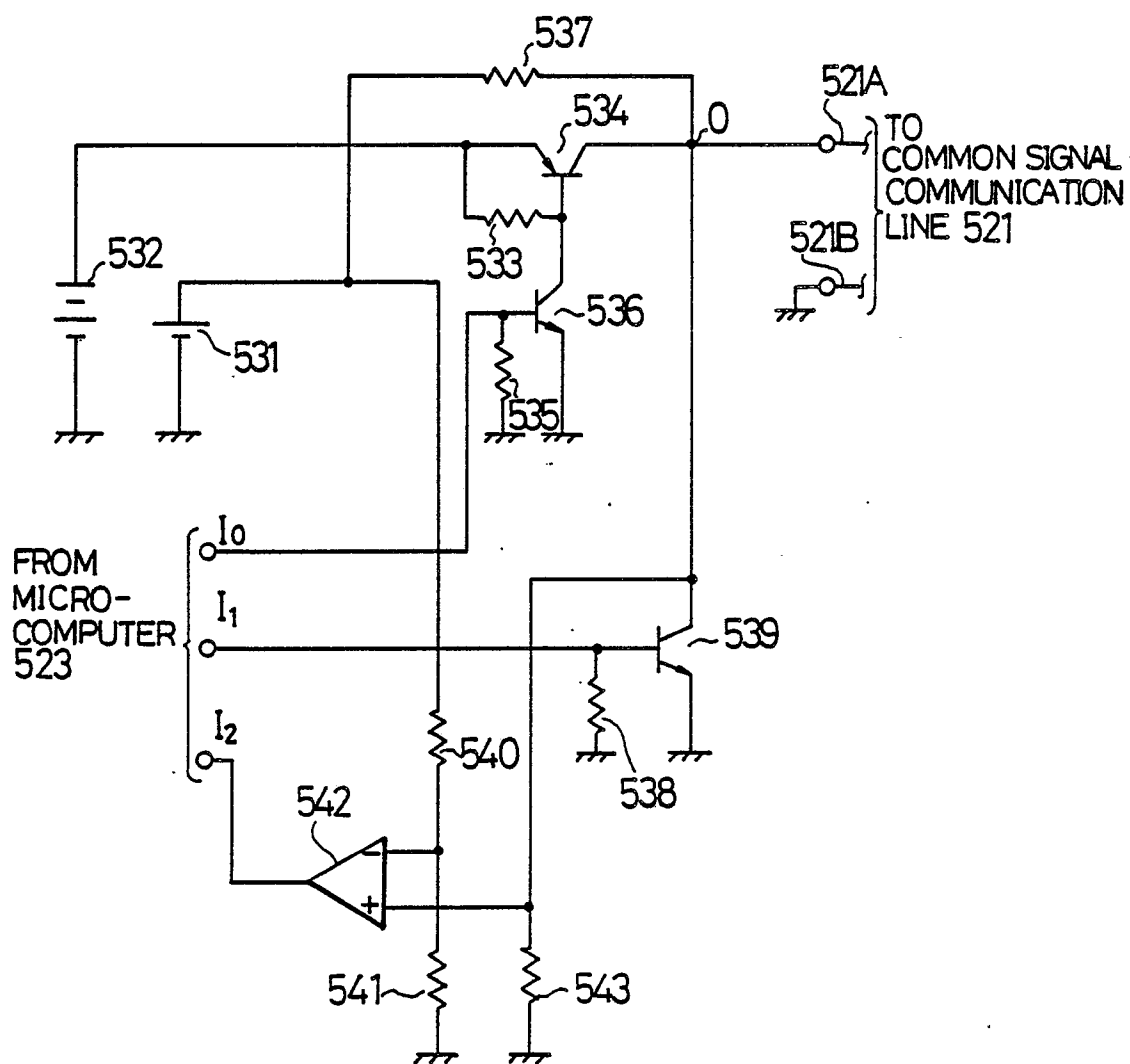 537
534
O
521A
TO
COMMON SIGNAL
COMMUNICATION
LINE 521
521B
532
533
531
536
535
I0
FROM
MICRO-
COMPUTER
523
I1
539
I2
540
538
542
−
+
541
543